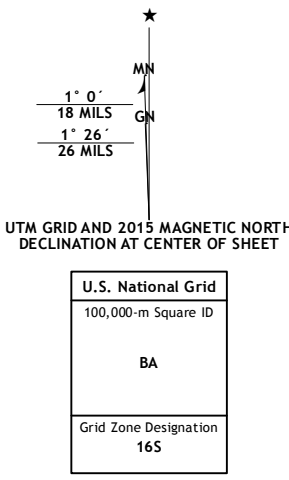 MN
1° 0´
18 MILS
GN
1° 26´
26 MILS
UTM GRID AND 2015 MAGNETIC NORTH
DECLINATION AT CENTER OF SHEET
U.S. National Grid
100,000-m Square ID
BA
Grid Zone Designation
16S